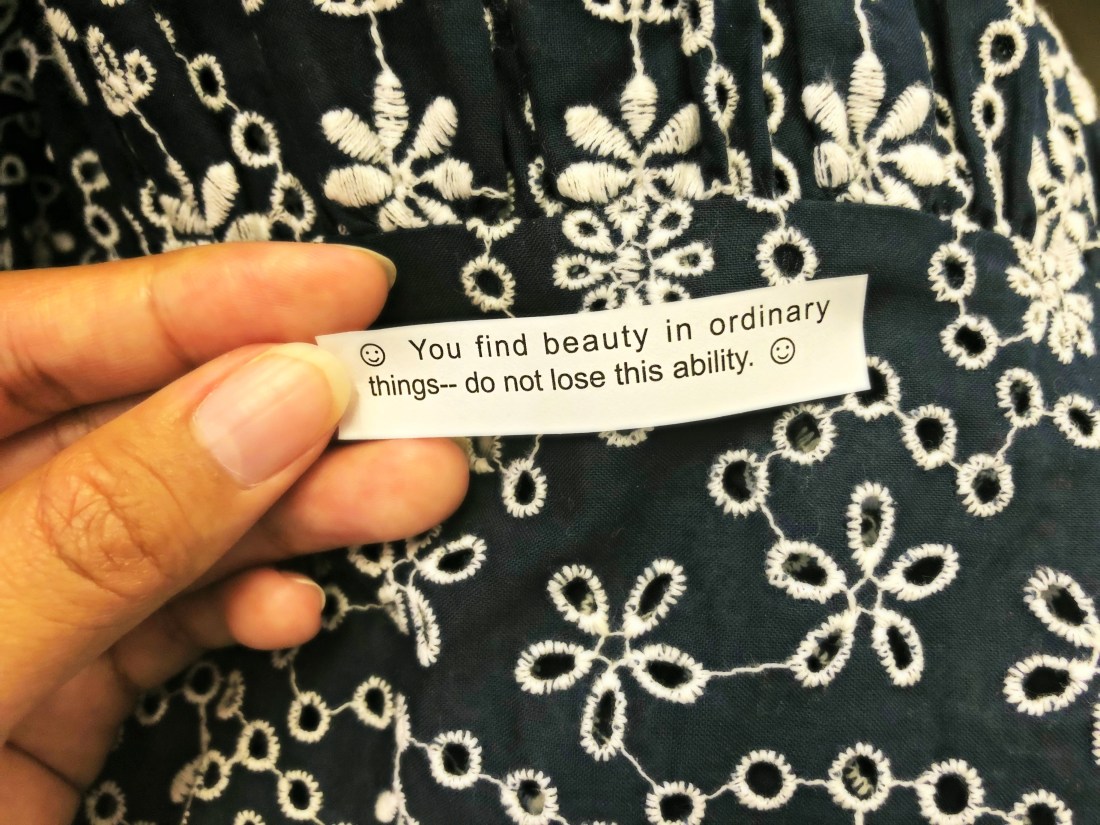 ☺ You find beauty in ordinary
things-- do not lose this ability. ☺